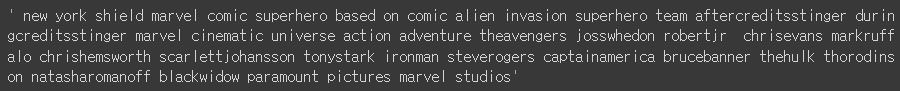 ' new york shield marvel comic superhero based on comic alien invasion superhero team aftercreditsstinger durin
gcreditsstinger marvel cinematic universe action adventure theavengers josswhedon robertjr  chrisevans markruff
alo chrishemsworth scarlettjohansson tonystark ironman steverogers captainamerica brucebanner thehulk thorodins
on natasharomanoff blackwidow paramount pictures marvel studios'